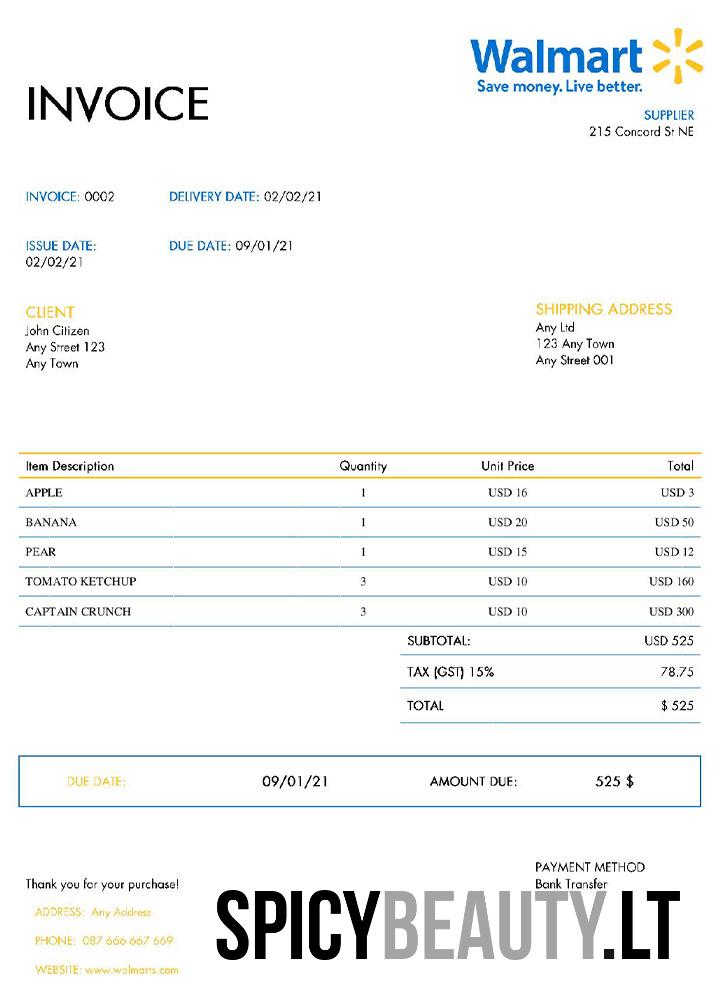 Walmart
Save money. Live better.
INVOICE
SUPPLIER
215 Concord St NE
INVOICE: 0002 DELIVERY DATE: 02/02/21
ISSUE DATE: DUE DATE: 09/01/21
02/02/21
CLIENT
John Citizen
Any Street 123
Any Town
SHIPPING ADDRESS
Any Ltd
123 Any Town
Any Street 001
Item Description Quantity Unit Price Total
APPLE 1 USD 16 USD 3
BANANA 1 USD 20 USD 50
PEAR 1 USD 15 USD 12
TOMATO KETCHUP 3 USD 10 USD 160
CAPTAIN CRUNCH 3 USD 10 USD 300
SUBTOTAL: USD 525
TAX (GST) 15% 78.75
TOTAL $ 525
DUE DATE: 09/01/21 AMOUNT DUE: 525 $
PAYMENT METHOD
Bank Transfer
Thank you for your purchase!
ADDRESS: Any Address
PHONE: 087 666 667 669
WEBSITE: www.walmarts.com
SPICYBEAUTY.LT